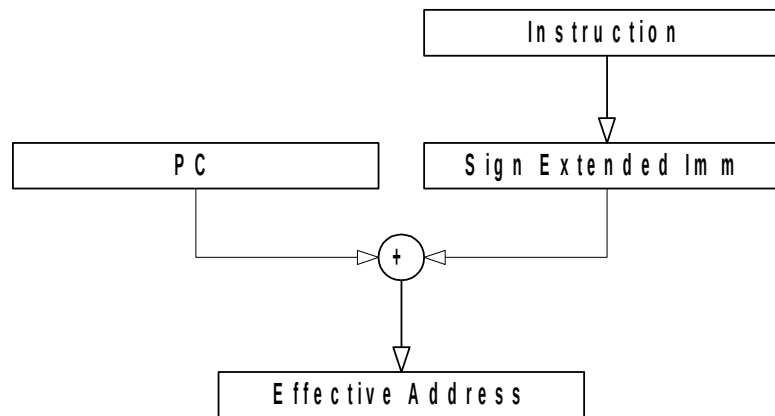 Instruction
PC
Sign Extended Imm
+
Effective Address